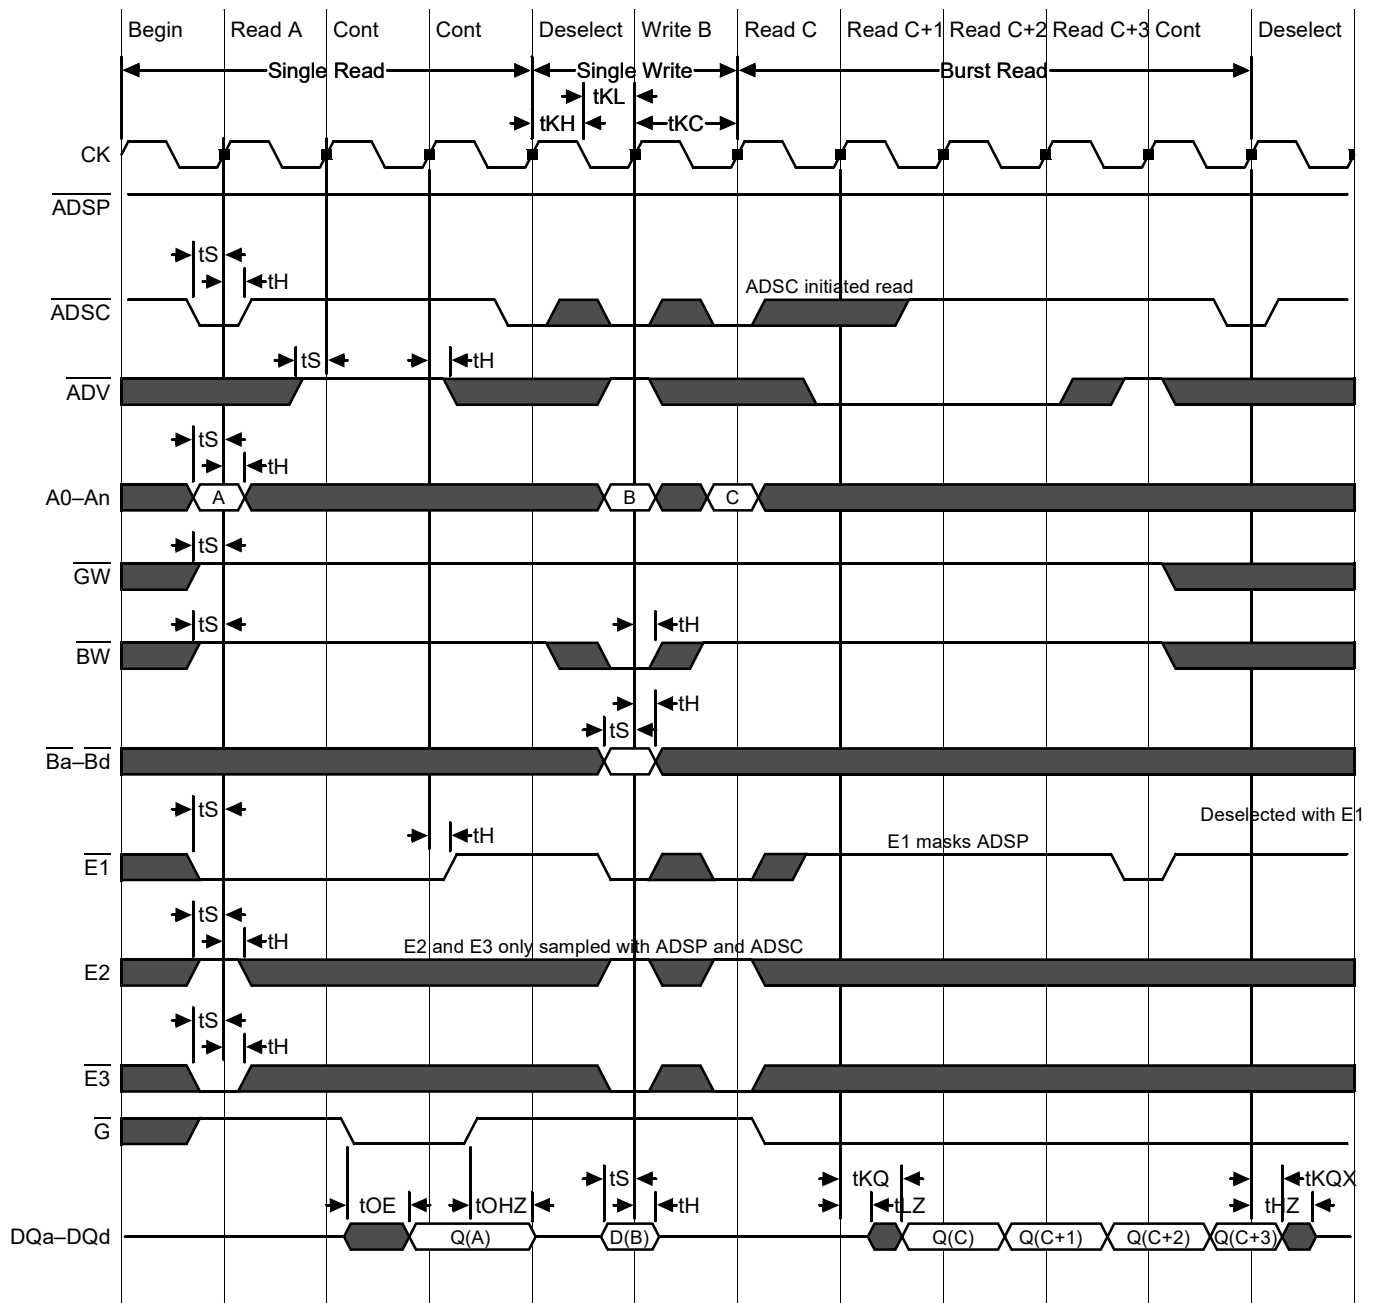 Begin Read A Cont Cont Deselect Write B Read C Read C+1 Read C+2 Read C+3 Cont Deselect
Single Read Single Write Burst Read
tKL
tKH tKC
CK
ADSP
tS
tH
ADSC initiated read
ADSC
tS tH
ADV
tS
tH
A0–An A B C
tS
GW
tS tH
BW
tH
tS
Ba–Bd
tS Deselected with E1
tH E1 masks ADSP
E1
tS
tH E2 and E3 only sampled with ADSP and ADSC
E2
tS
tH
E3
G
tS tKQ tKQX
tOE tOHZ tH tLZ tHZ
DQa–DQd Q(A) D(B) Q(C) Q(C+1) Q(C+2) Q(C+3)